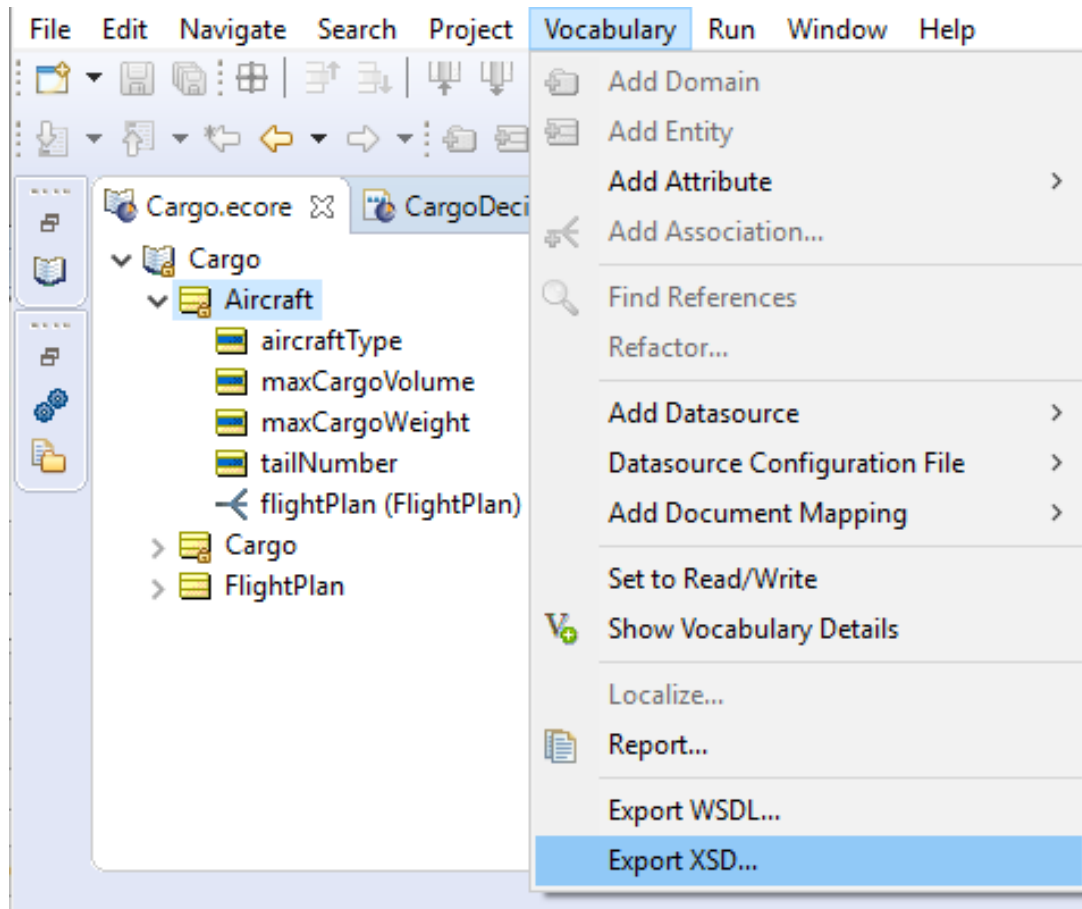 File Edit Navigate Search Project Vocabulary Run Window Help
Cargo.ecore CargoDeci
Cargo
Aircraft
aircraftType
maxCargoVolume
maxCargoWeight
tailNumber
flightPlan (FlightPlan)
Cargo
FlightPlan
Add Domain
Add Entity
Add Attribute
Add Association...
Find References
Refactor...
Add Datasource
Datasource Configuration File
Add Document Mapping
Set to Read/Write
Show Vocabulary Details
Localize...
Report...
Export WSDL...
Export XSD...